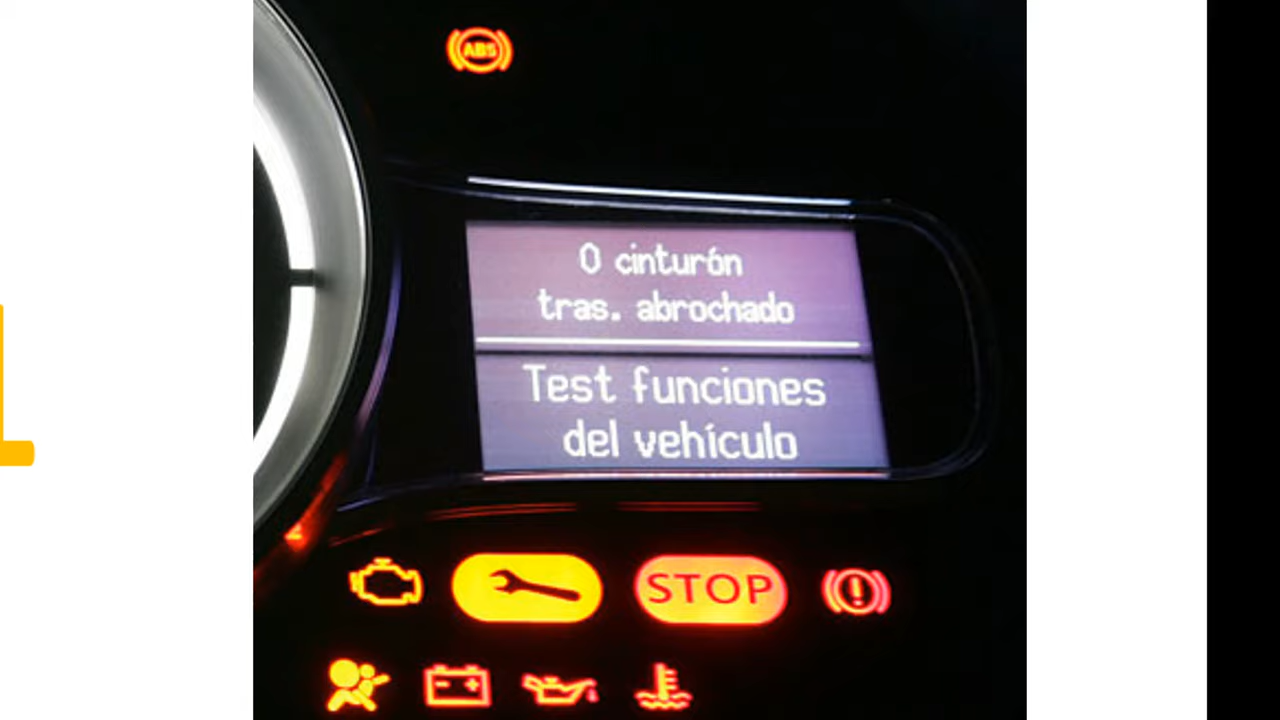 ABS
0 cinturón
tras. abrochado
Test funciones
del vehículo
STOP